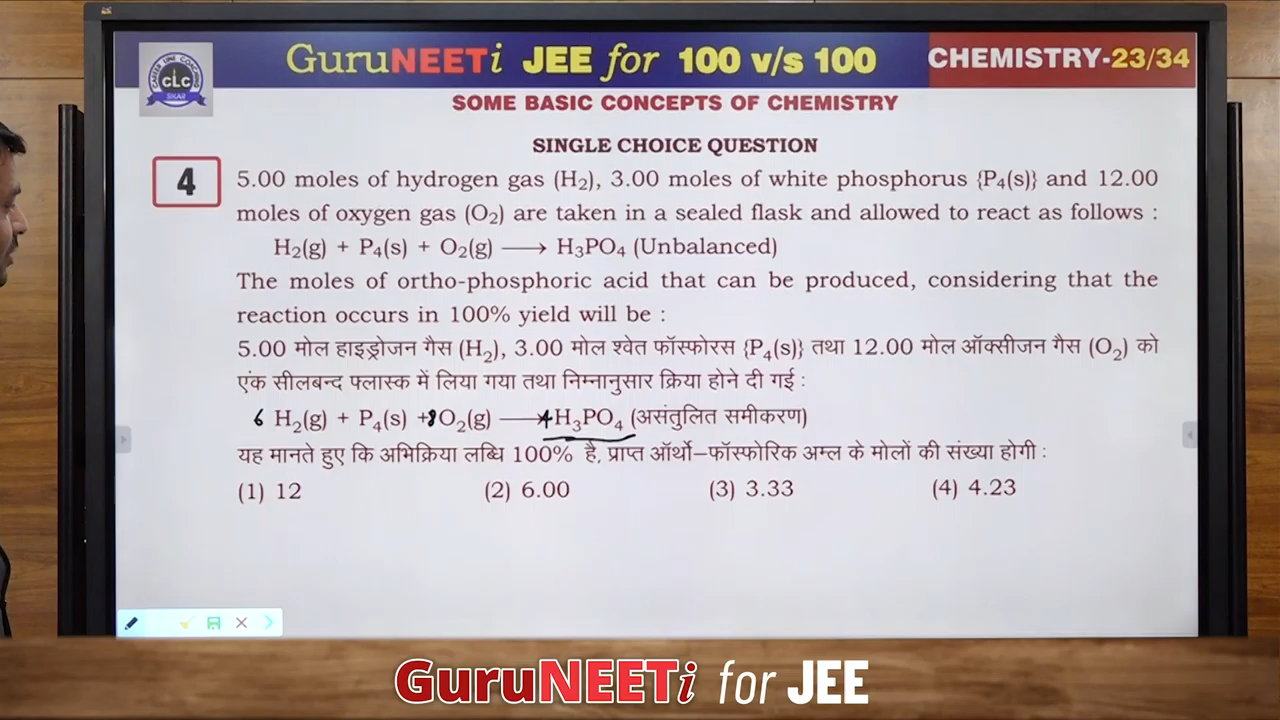 GuruNEETi JEE for 100 v/s 100
CHEMISTRY-23/34
CLC
SIKAR
SOME BASIC CONCEPTS OF CHEMISTRY
SINGLE CHOICE QUESTION
4
5.00 moles of hydrogen gas (H₂), 3.00 moles of white phosphorus {P₄(s)} and 12.00
moles of oxygen gas (O₂) are taken in a sealed flask and allowed to react as follows :
H₂(g) + P₄(s) + O₂(g) ⟶ H₃PO₄ (Unbalanced)
The moles of ortho-phosphoric acid that can be produced, considering that the
reaction occurs in 100% yield will be :
5.00 मोल हाइड्रोजन गैस (H₂), 3.00 मोल श्वेत फॉस्फोरस {P₄(s)} तथा 12.00 मोल ऑक्सीजन गैस (O₂) को
एक सीलबन्द फ्लास्क में लिया गया तथा निम्नानुसार क्रिया होने दी गई :
6 H₂(g) + P₄(s) + 8 O₂(g) ⟶ 4 H₃PO₄ (असंतुलित समीकरण)
यह मानते हुए कि अभिक्रिया लब्धि 100% है, प्राप्त ऑर्थो–फॉस्फोरिक अम्ल के मोलों की संख्या होगी :
(1) 12 (2) 6.00 (3) 3.33 (4) 4.23
GuruNEETi for JEE